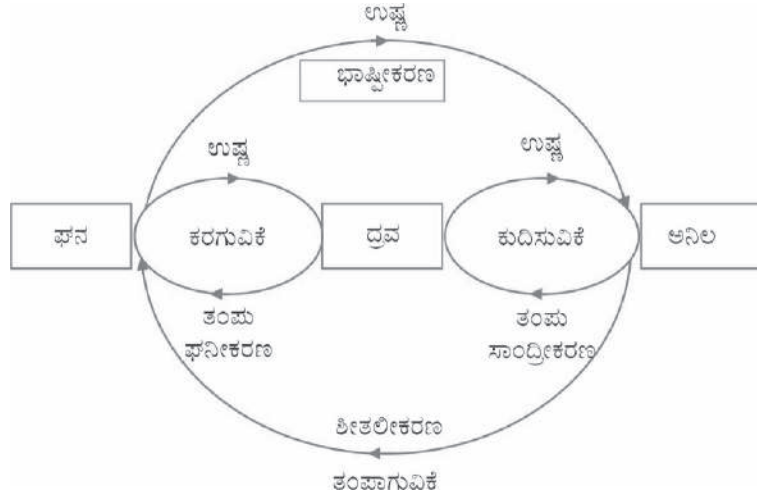 ಉಷ್ಣ
ಭಾಷ್ಪೀಕರಣ
ಉಷ್ಣ
ಉಷ್ಣ
ಘನ
ಕರಗುವಿಕೆ
ದ್ರವ
ಕುದಿಸುವಿಕೆ
ಅನಿಲ
ತಂಪು
ಘನೀಕರಣ
ತಂಪು
ಸಾಂದ್ರೀಕರಣ
ಶೀತಲೀಕರಣ
ತಂಪಾಗುವಿಕೆ